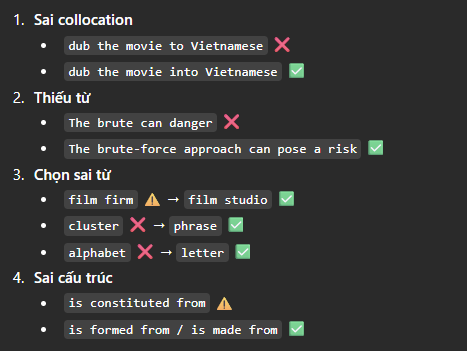 1. Sai collocation
• dub the movie to Vietnamese ❌
• dub the movie into Vietnamese ✅
2. Thiếu từ
• The brute can danger ❌
• The brute-force approach can pose a risk ✅
3. Chọn sai từ
• film firm ⚠️ → film studio ✅
• cluster ❌ → phrase ✅
• alphabet ❌ → letter ✅
4. Sai cấu trúc
• is constituted from ⚠️
• is formed from / is made from ✅